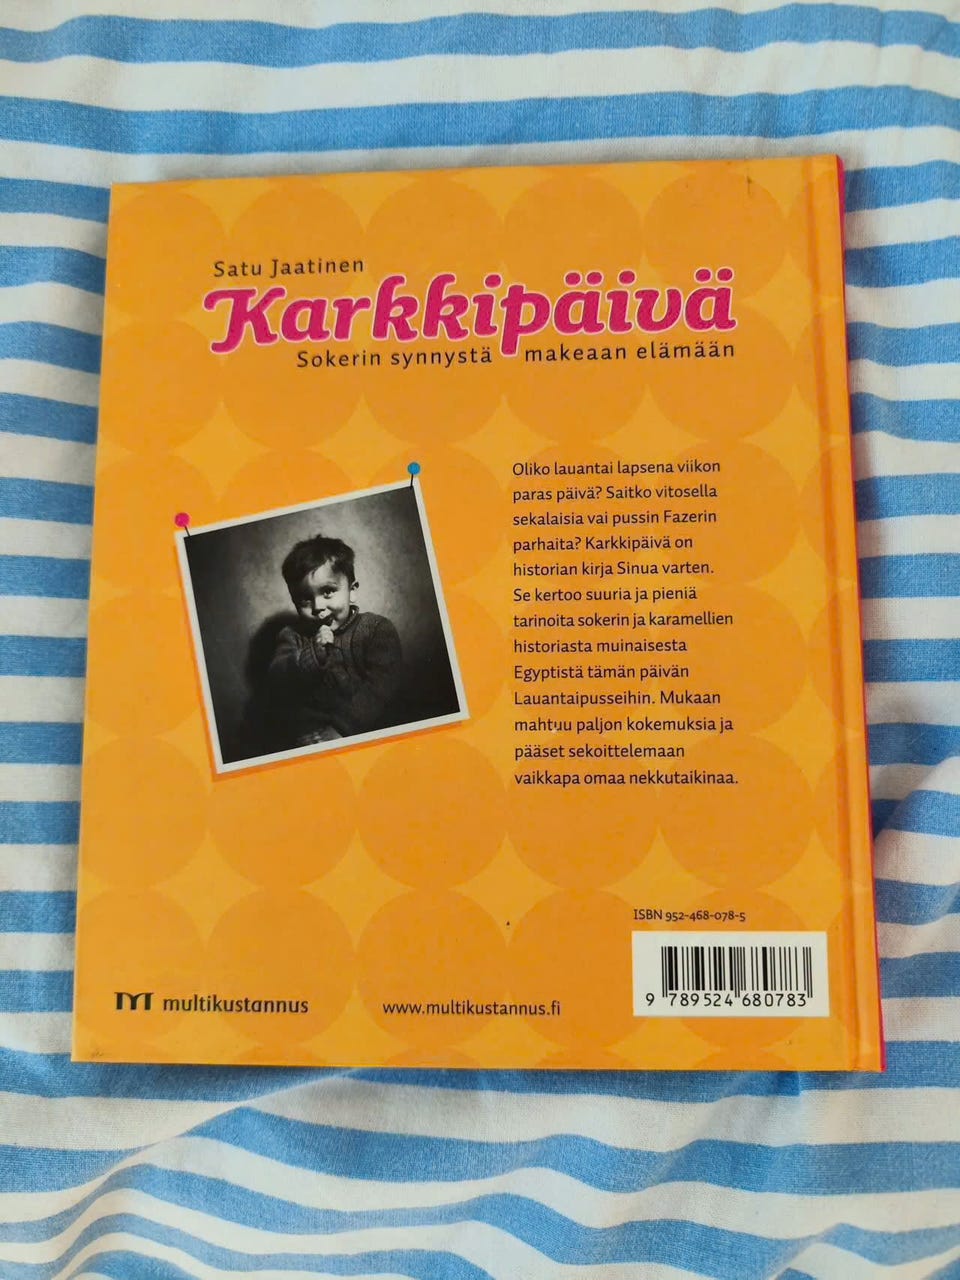 Satu Jaatinen
Karkkipäivä
Sokerin synnystä makeaan elämään
Oliko lauantai lapsena viikon
paras päivä? Saitko vitosella
sekalaisia vai pussin Fazerin
parhaita? Karkkipäivä on
historian kirja Sinua varten.
Se kertoo suuria ja pieniä
tarinoita sokerin ja karamellien
historiasta muinaisesta
Egyptistä tämän päivän
Lauantaipusseihin. Mukaan
mahtuu paljon kokemuksia ja
pääset sekoittelemaan
vaikkapa omaa nekkutaikinaa.
ISBN 952-468-078-5
9 789524 680783
multikustannus
www.multikustannus.fi